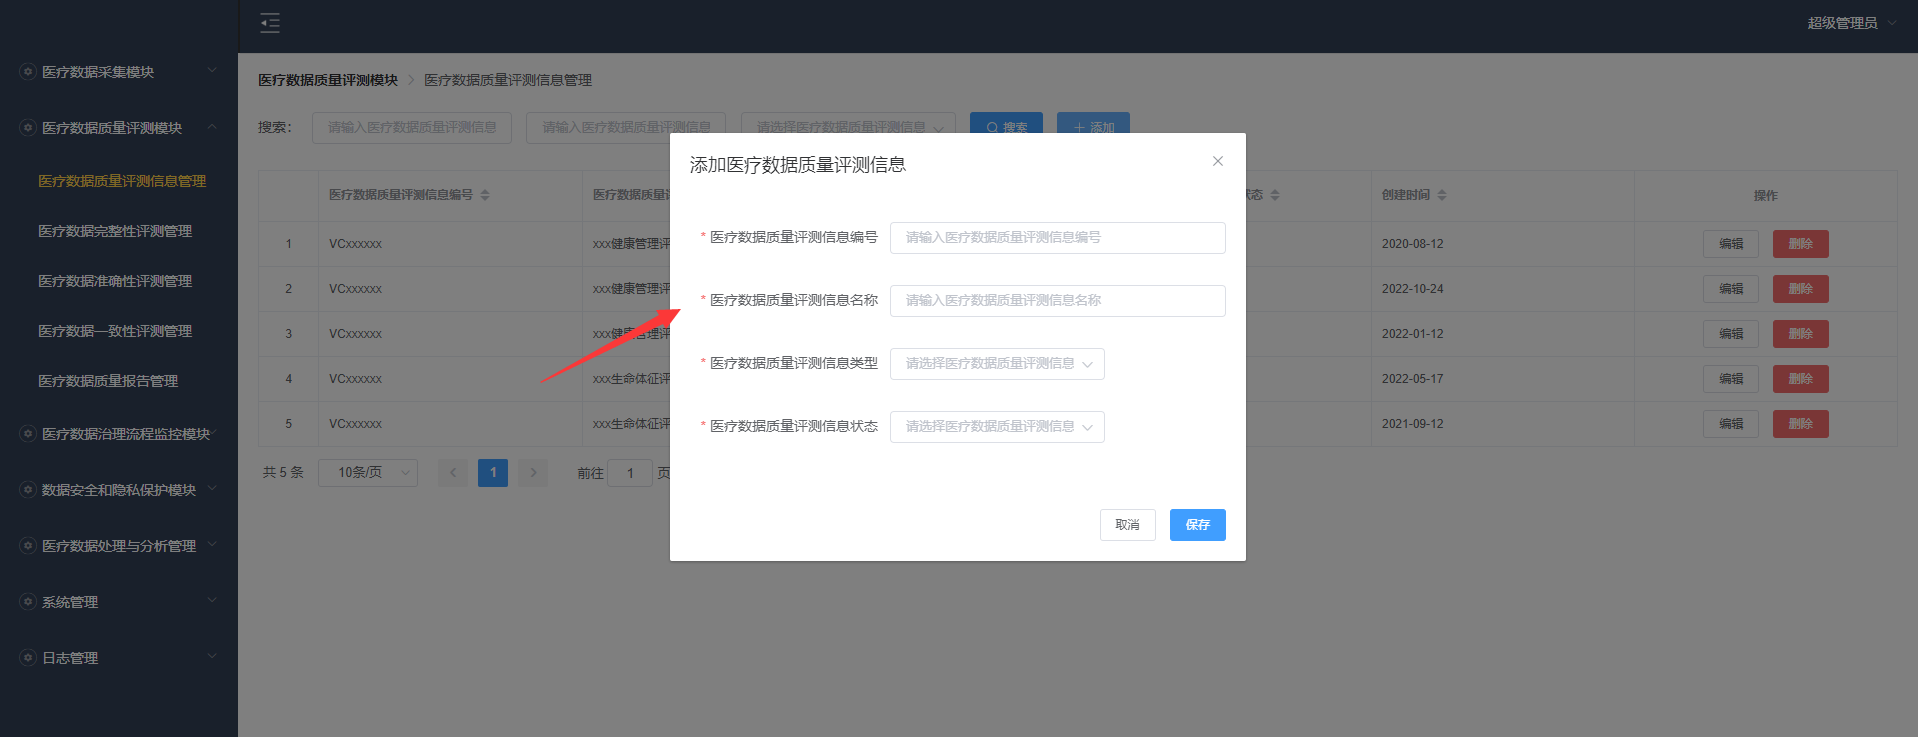 超级管理员
医疗数据采集模块
医疗数据质量评测模块
医疗数据质量评测信息管理
医疗数据完整性评测管理
医疗数据准确性评测管理
医疗数据一致性评测管理
医疗数据质量报告管理
医疗数据治理流程监控模块
数据安全和隐私保护模块
医疗数据处理与分析管理
系统管理
日志管理
医疗数据质量评测模块 > 医疗数据质量评测信息管理
搜索： 请输入医疗数据质量评测信息 请输入医疗数据质量评测信息 请选择医疗数据质量评测信息 搜索 + 添加
医疗数据质量评测信息编号 医疗数据质量 状态 创建时间 操作
1 VCxxxxxx xxx健康管理评 2020-08-12 编辑 删除
2 VCxxxxxx xxx健康管理评 2022-10-24 编辑 删除
3 VCxxxxxx xxx健康管理评 2022-01-12 编辑 删除
4 VCxxxxxx xxx生命体征评 2022-05-17 编辑 删除
5 VCxxxxxx xxx生命体征评 2021-09-12 编辑 删除
共 5 条 10条/页 1 前往 1 页
添加医疗数据质量评测信息
* 医疗数据质量评测信息编号 请输入医疗数据质量评测信息编号
* 医疗数据质量评测信息名称 请输入医疗数据质量评测信息名称
* 医疗数据质量评测信息类型 请选择医疗数据质量评测信息
* 医疗数据质量评测信息状态 请选择医疗数据质量评测信息
取消 保存